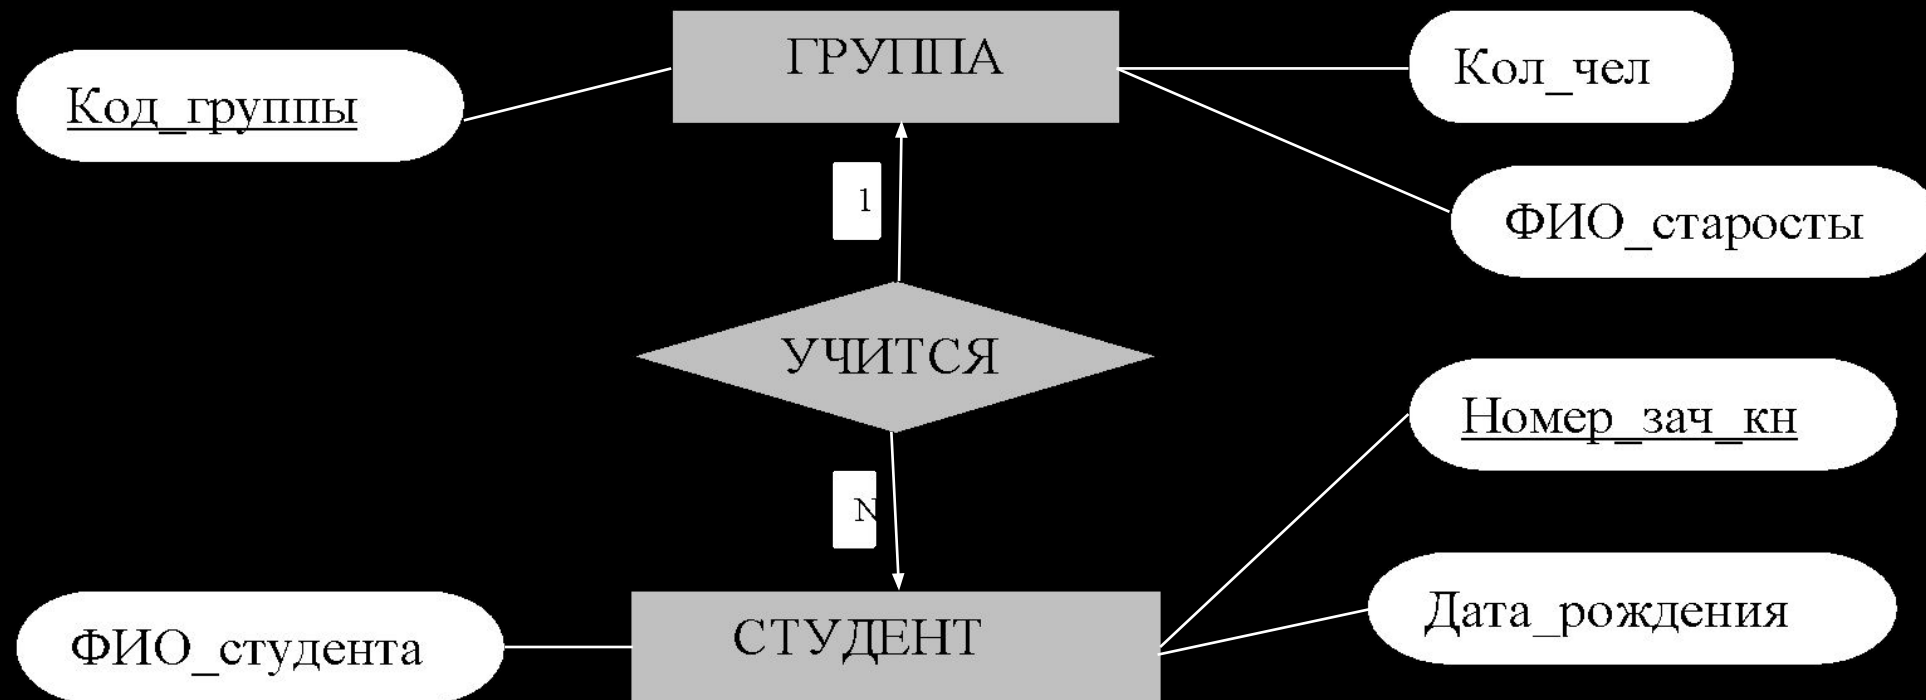 ГРУППА
Кол_чел
Код_группы
1
ФИО_старосты
УЧИТСЯ
Номер_зач_кн
N
Дата_рождения
ФИО_студента
СТУДЕНТ